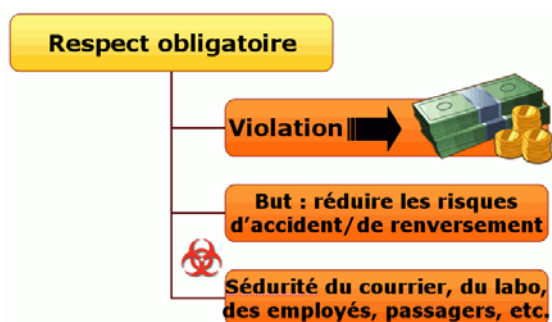 Respect obligatoire
Violation
But : réduire les risques
d'accident/de renversement
Sédurité du courrier, du labo,
des employés, passagers, etc.